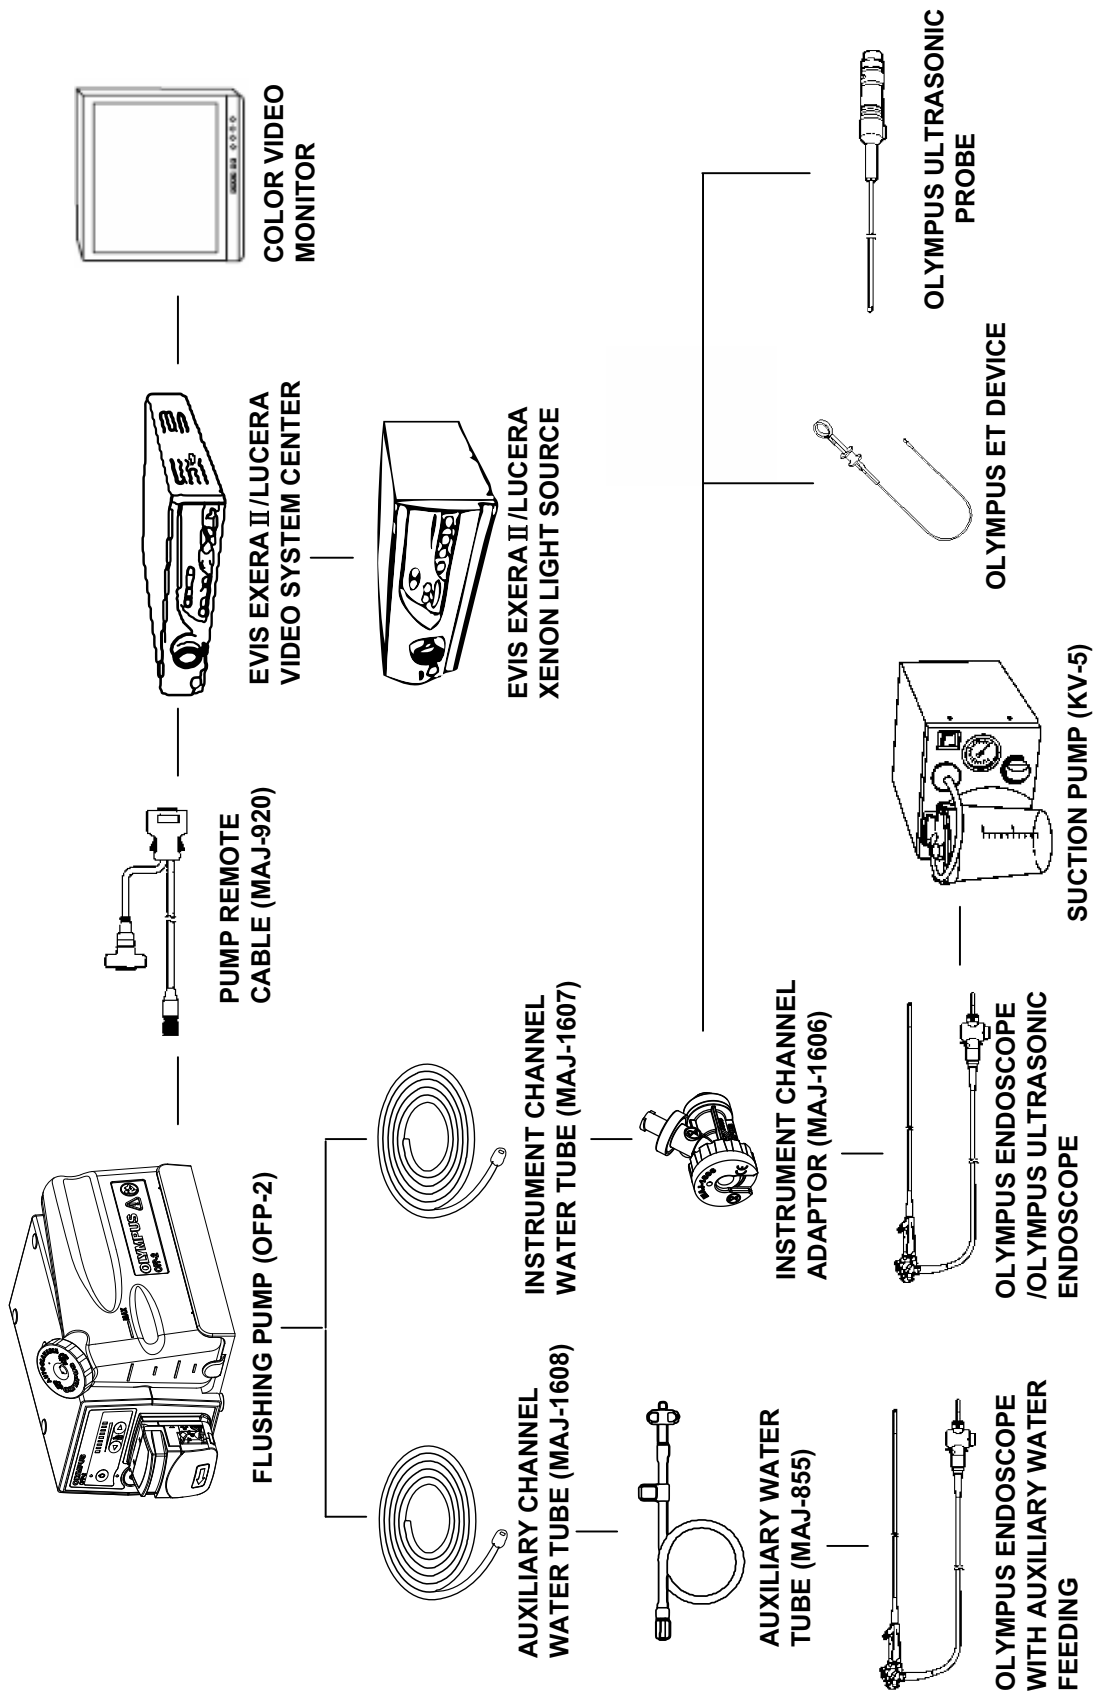 OLYMPUS
OFP-2
MAX
FLUSHING PUMP (OFP-2)
PUMP REMOTE
CABLE (MAJ-920)
EVIS EXERA II/LUCERA
VIDEO SYSTEM CENTER
COLOR VIDEO
MONITOR
EVIS EXERA II/LUCERA
XENON LIGHT SOURCE
AUXILIARY CHANNEL
WATER TUBE (MAJ-1608)
INSTRUMENT CHANNEL
WATER TUBE (MAJ-1607)
AUXILIARY WATER
TUBE (MAJ-855)
INSTRUMENT CHANNEL
ADAPTOR (MAJ-1606)
OLYMPUS ENDOSCOPE
WITH AUXILIARY WATER
FEEDING
OLYMPUS ENDOSCOPE
/OLYMPUS ULTRASONIC
ENDOSCOPE
SUCTION PUMP (KV-5)
OLYMPUS ET DEVICE
OLYMPUS ULTRASONIC
PROBE